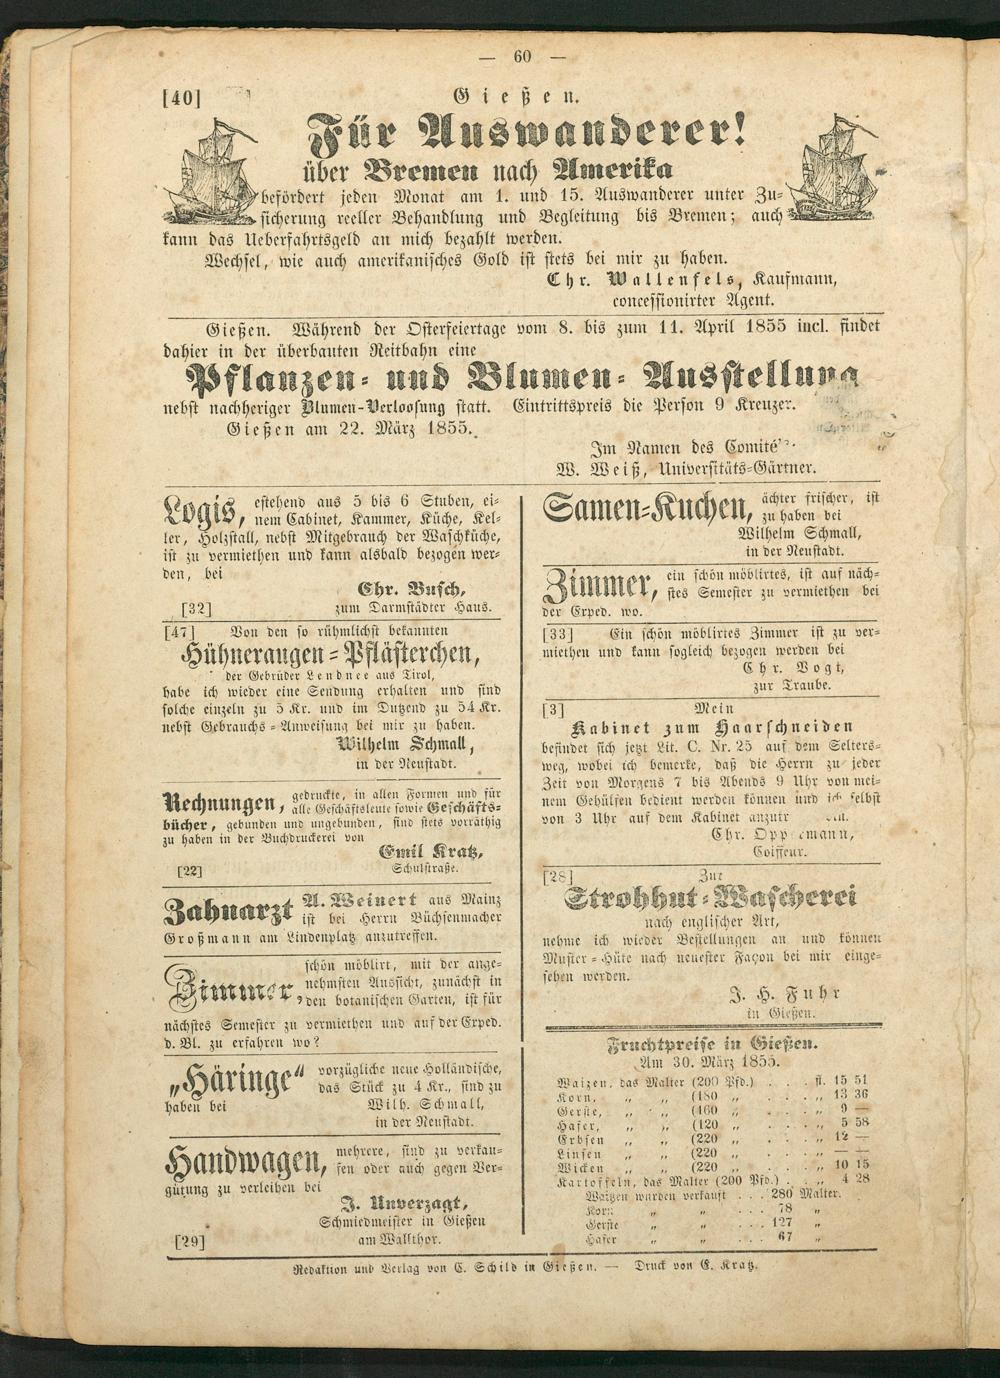 — 60 —
[40] Gießen.
Für Auswanderer!
über Bremen nach Amerika
befördert jeden Monat am 1. und 15. Auswanderer unter Zu-
sicherung reeller Behandlung und Begleitung bis Bremen; auch
kann das Ueberfahrtsgeld an mich bezahlt werden.
Wechsel, wie auch amerikanisches Gold ist stets bei mir zu haben.
Chr. Wallenfels, Kaufmann,
concessionirter Agent.
Gießen. Während der Osterfeiertage vom 8. bis zum 11. April 1855 incl. findet
dahier in der überbauten Reitbahn eine
Pflanzen- und Blumen-Ausstellung
nebst nachheriger Blumen-Verloosung statt. Eintrittspreis die Person 9 Kreuzer.
Gießen am 22. März 1855.
Im Namen des Comité
W. Weiß, Universitäts-Gärtner.
Logis, estehend aus 5 bis 6 Stuben, ei-
nem Cabinet, Kammer, Küche, Kel-
ler, Holzstall, nebst Mitgebrauch der Waschküche,
ist zu vermiethen und kann alsbald bezogen wer-
den, bei
Chr. Busch,
[32] zum Darmstädter Haus.
[47] Von den so rühmlichst bekannten
Hühneraugen-Pflästerchen,
der Gebrüder Lendnee aus Tirol,
habe ich wieder eine Sendung erhalten und sind
solche einzeln zu 5 Kr. und im Dutzend zu 54 Kr.
nebst Gebrauchs-Anweisung bei mir zu haben.
Wilhelm Schmall,
in der Neustadt.
Rechnungen, gedruckte, in allen Formen und für
alle Geschäftsleute sowie Geschäfts-
bücher, gebunden und ungebunden, sind stets vorräthig
zu haben in der Buchdruckerei von
Emil Kratz,
[22] Schulstraße.
Zahnarzt A. Weinert aus Mainz
ist bei Herrn Büchsenmacher
Großmann am Lindenplatz anzutreffen.
Zimmer, schön möblirt, mit der ange-
nehmsten Aussicht, zunächst in
den botanischen Garten, ist für
nächstes Semester zu vermiethen und auf der Exped.
d. Bl. zu erfahren wo?
„Häringe“ vorzügliche neue Holländische,
das Stück zu 4 Kr., sind zu
haben bei Wilh. Schmall,
in der Neustadt.
Handwagen, mehrere, sind zu verkau-
fen oder auch gegen Ver-
gütung zu verleihen bei
J. Unverzagt,
Schmiedmeister in Gießen
[29] am Wallthor.
Samen-Kuchen, ächter frischer, ist
zu haben bei
Wilhelm Schmall,
in der Neustadt.
Zimmer, ein schön möblirtes, ist auf näch-
stes Semester zu vermiethen bei
der Exped. wo.
[33] Ein schön möblirtes Zimmer ist zu ver-
miethen und kann sogleich bezogen werden bei
Chr. Vogt,
zur Traube.
[3] Mein
Kabinet zum Haarschneiden
befindet sich jetzt Lit. C. Nr. 25 auf dem Selters-
weg, wobei ich bemerke, daß die Herrn zu jeder
Zeit von Morgens 7 bis Abends 9 Uhr von mei-
nem Gehülfen bedient werden können und ich selbst
von 3 Uhr auf dem Kabinet
Chr.
Coiffeur.
[28] Zur
Strohhut-Wascherei
nach englischer Art,
nehme ich wieder Bestellungen an und können
Muster-Hüte nach neuester Façon bei mir einge-
sehen werden.
J. H. Fuhr
in Gießen.
Fruchtpreise in Gießen.
Am 30. März 1855.
Waizen, das Malter (200 Pfd.) . . . fl. 15 51
Korn, „ „ (180 „ . . . „ 13 36
Gerste, „ „ (160 „ . . . „ 9 —
Hafer, „ „ (120 „ . . . „ 5 58
Erbsen „ „ (220 „ . . . „ 12 —
Linsen „ „ (220 „ . . . „ — —
Wicken „ „ (220 „ . . . „ 10 15
Kartoffeln, das Malter (200 Pfd.) . . „ 4 28
Waizen wurden verkauft . . . 280 Malter.
Korn „ „ . . . 78 „
Gerste „ „ . . . 127 „
Hafer „ „ . . . 67 „
Redaktion und Verlag von C. Schild in Gießen. — Druck von E. Kratz.